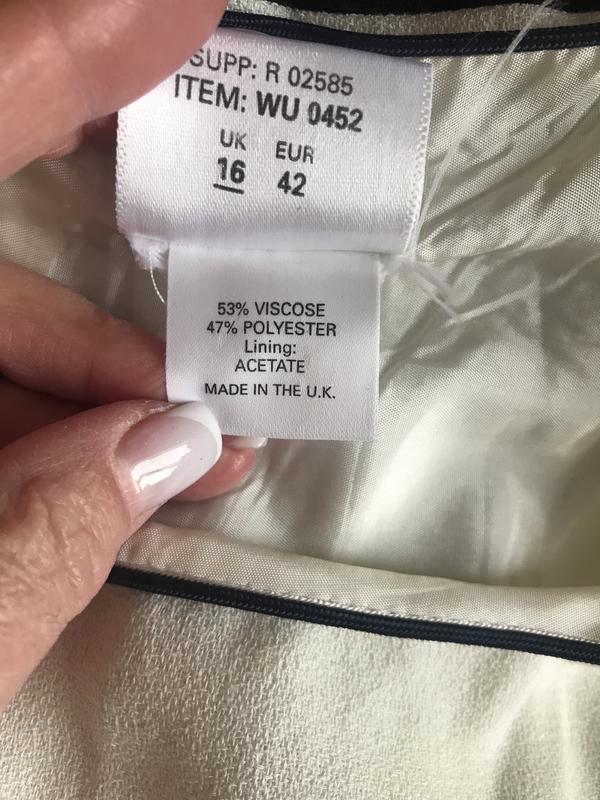 SUPP: R 02585
ITEM: WU 0452
UK EUR
16 42
53% VISCOSE
47% POLYESTER
Lining:
ACETATE
MADE IN THE U.K.